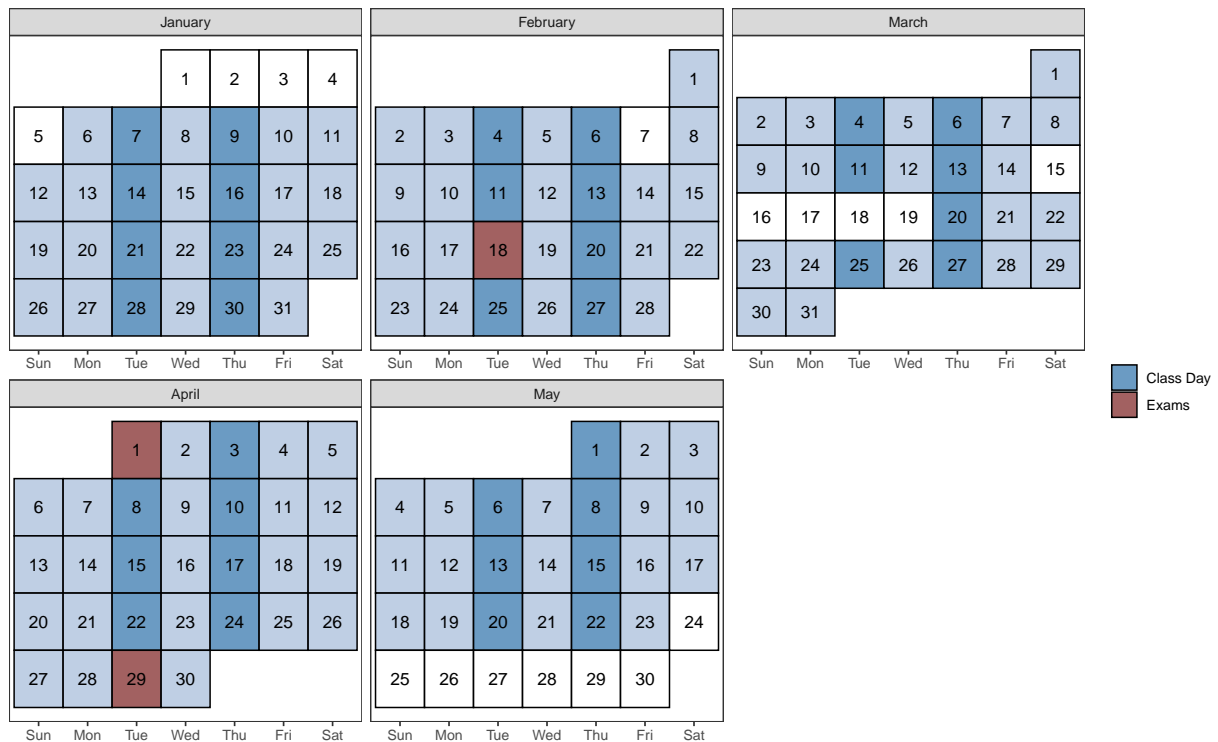 January
1 2 3 4
5 6 7 8 9 10 11
12 13 14 15 16 17 18
19 20 21 22 23 24 25
26 27 28 29 30 31
Sun Mon Tue Wed Thu Fri Sat
February
1
2 3 4 5 6 7 8
9 10 11 12 13 14 15
16 17 18 19 20 21 22
23 24 25 26 27 28
Sun Mon Tue Wed Thu Fri Sat
March
1
2 3 4 5 6 7 8
9 10 11 12 13 14 15
16 17 18 19 20 21 22
23 24 25 26 27 28 29
30 31
Sun Mon Tue Wed Thu Fri Sat
April
1 2 3 4 5
6 7 8 9 10 11 12
13 14 15 16 17 18 19
20 21 22 23 24 25 26
27 28 29 30
Sun Mon Tue Wed Thu Fri Sat
May
1 2 3
4 5 6 7 8 9 10
11 12 13 14 15 16 17
18 19 20 21 22 23 24
25 26 27 28 29 30
Sun Mon Tue Wed Thu Fri Sat
Class Day
Exams